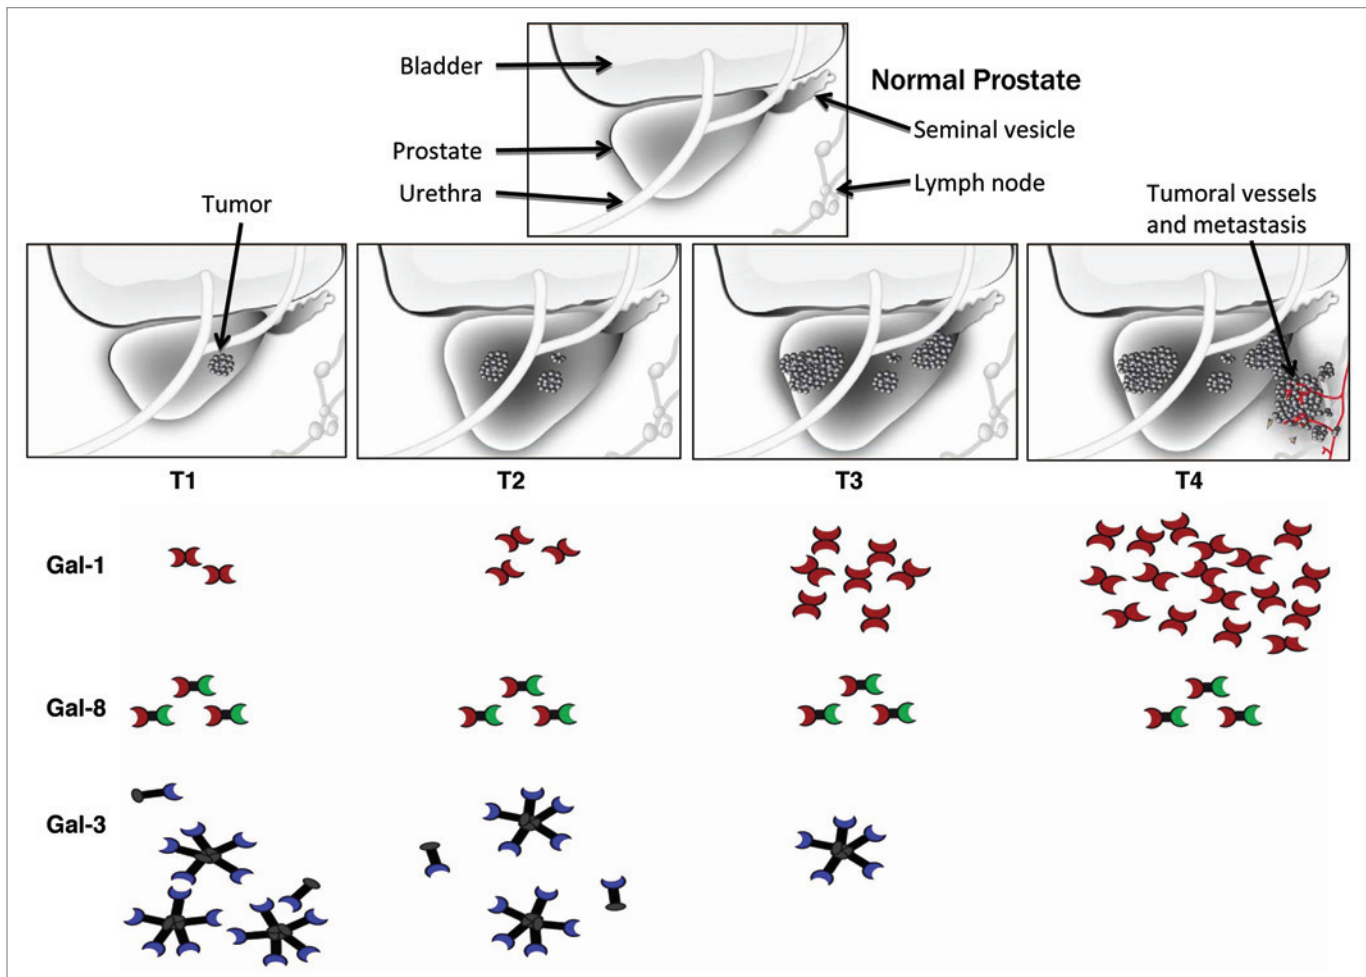 Bladder
Normal Prostate
Seminal vesicle
Prostate
Lymph node
Urethra
Tumor
Tumoral vessels
and metastasis
T1
T2
T3
T4
Gal-1
Gal-8
Gal-3